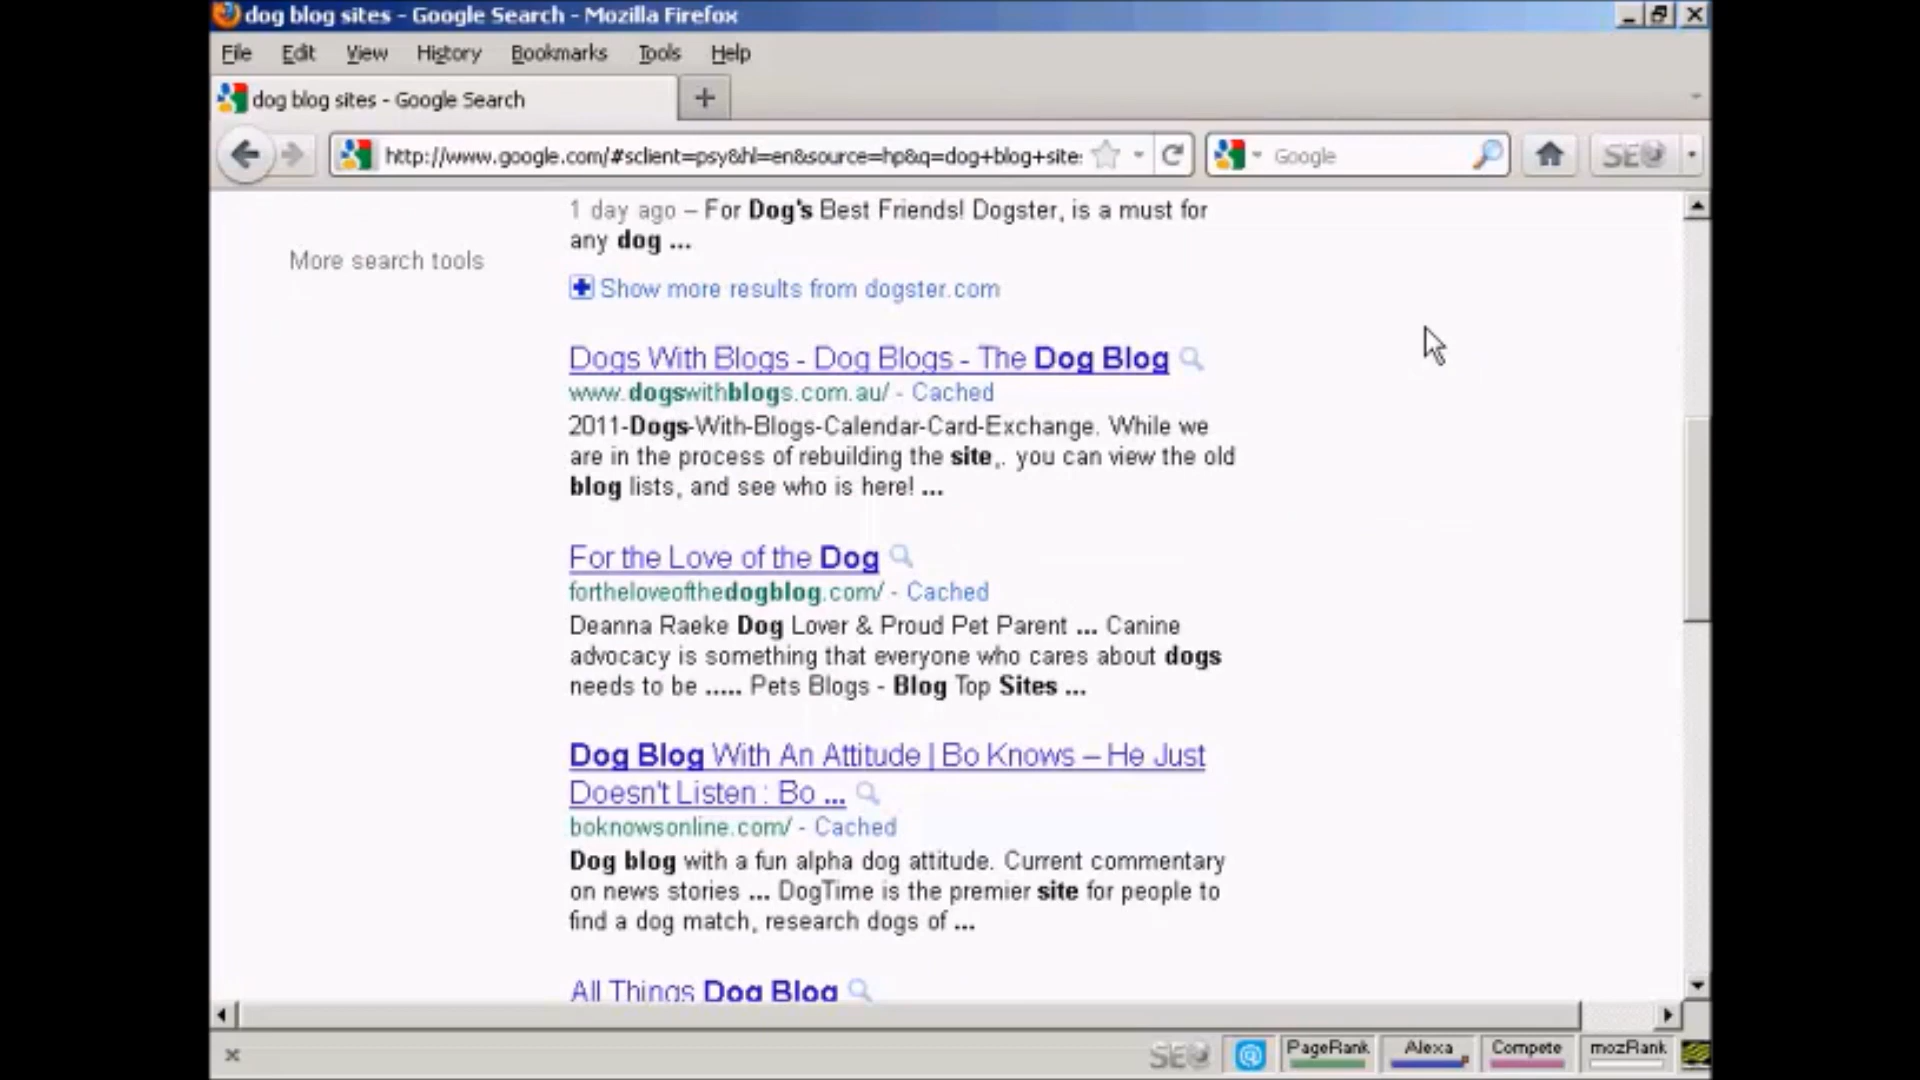 dog blog sites - Google Search - Mozilla Firefox
File Edit View History Bookmarks Tools Help
dog blog sites - Google Search
http://www.google.com/#sclient=psy&hl=en&source=hp&q=dog+blog+site: Google SEO
1 day ago – For Dog's Best Friends! Dogster, is a must for
any dog ...
More search tools
Show more results from dogster.com
Dogs With Blogs - Dog Blogs - The Dog Blog
www.dogswithblogs.com.au/ - Cached
2011-Dogs-With-Blogs-Calendar-Card-Exchange. While we
are in the process of rebuilding the site,. you can view the old
blog lists, and see who is here! ...
For the Love of the Dog
fortheloveofthedogblog.com/ - Cached
Deanna Raeke Dog Lover & Proud Pet Parent ... Canine
advocacy is something that everyone who cares about dogs
needs to be ..... Pets Blogs - Blog Top Sites ...
Dog Blog With An Attitude | Bo Knows – He Just
Doesn't Listen : Bo ...
boknowsonline.com/ - Cached
Dog blog with a fun alpha dog attitude. Current commentary
on news stories ... DogTime is the premier site for people to
find a dog match, research dogs of ...
All Things Dog Blog
SEO PageRank Alexa Compete mozRank